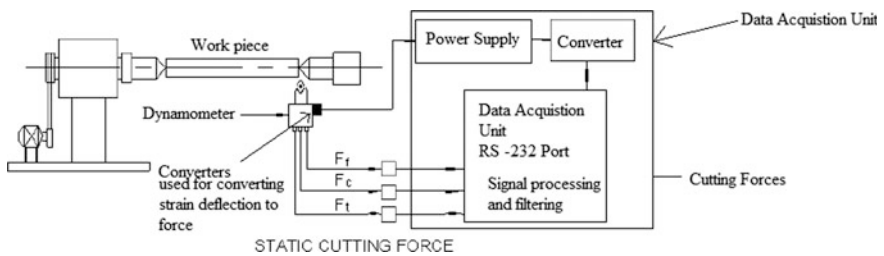 Work piece
Dynamometer
Converters
used for converting
strain deflection to
force
Ff
Fc
Ft
STATIC CUTTING FORCE
Power Supply
Converter
Data Acquistion
Unit
RS -232 Port
Signal processing
and filtering
Data Acquistion Unit
Cutting Forces